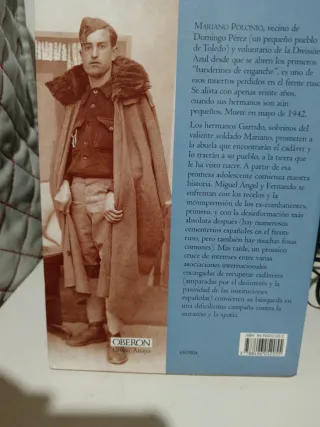 MARIANO POLONIO, vecino de
Domingo Pérez (un pequeño pueblo
de Toledo) y voluntario de la División
Azul desde que se abren los primeros
"banderines de enganche", es uno de
esos muertos perdidos en el frente ruso.
Se alista con apenas veinte años,
cuando sus hermanos son aún
pequeños. Muere en mayo de 1942.
Los hermanos Garrido, sobrinos del
valiente soldado Mariano, prometen a
la abuela que encontrarán el cadáver y
lo traerán a su pueblo, a la tierra que
le ha visto nacer. A partir de esa
promesa adolescente comienza nuestra
historia. Miguel Angel y Fernando se
enfrentan con los recelos y la
incomprensión de los ex-combatientes,
primero, y con la desinformación más
absoluta después (hay numerosos
cementerios españoles en el frente
ruso, pero también hay muchas fosas
comunes). Más tarde, un prosaico
cruce de intereses entre varias
asociaciones internacionales
encargadas de recuperar cadáveres
(amparadas por el desinterés y la
pasividad de las instituciones
españolas) convierten su búsqueda en
una dificilísima campaña contra la
sinrazón y la apatía.
OBERON
Grupo Anaya